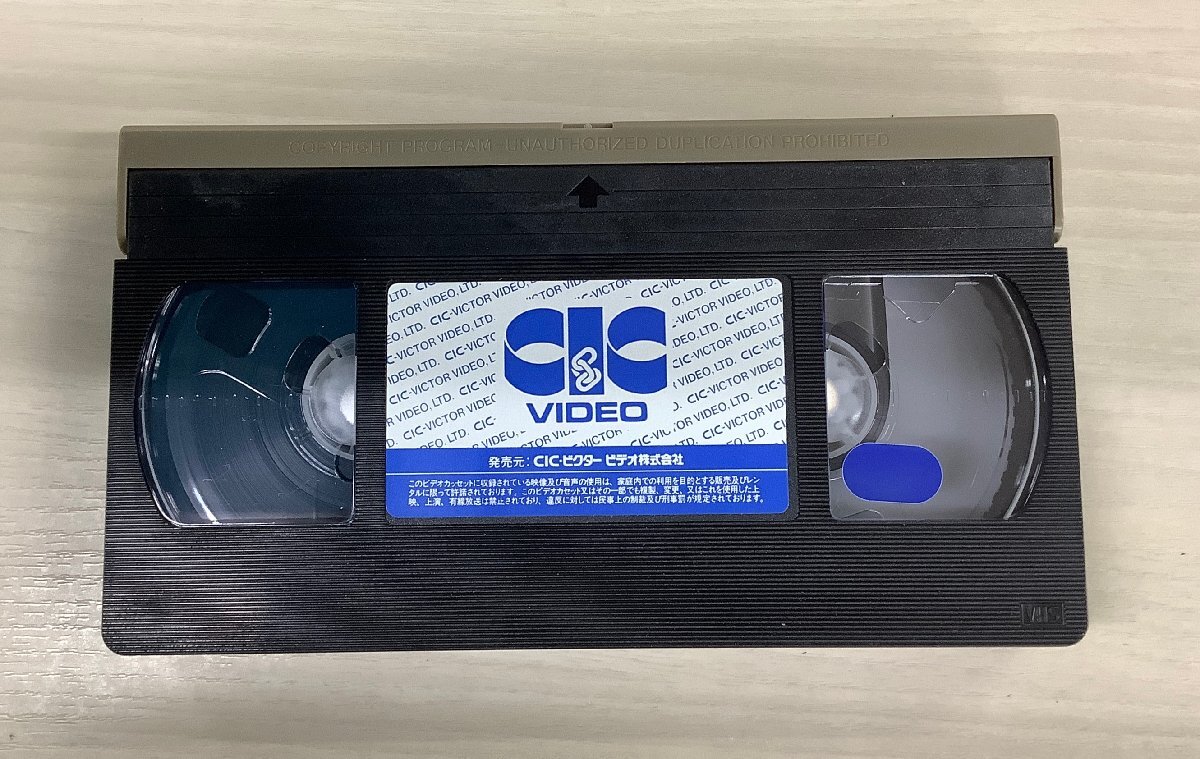 COPYRIGHT PROGRAM UNAUTHORIZED DUPLICATION PROHIBITED
CIC-VICTOR VIDEO, LTD.
CIC
VIDEO
発売元:CIC・ビクター ビデオ株式会社
このビデオカセットに収録されている映像及び音声の使用は、家庭内での利用を目的とする販売及びレン
タルに限って許諾されております。このビデオカセット又はその一部でも複製、変更、又はこれを使用した上
映、上演、有線放送は禁止されており、違反に対しては民事上の制裁及び刑事罰が規定されております。
VHS